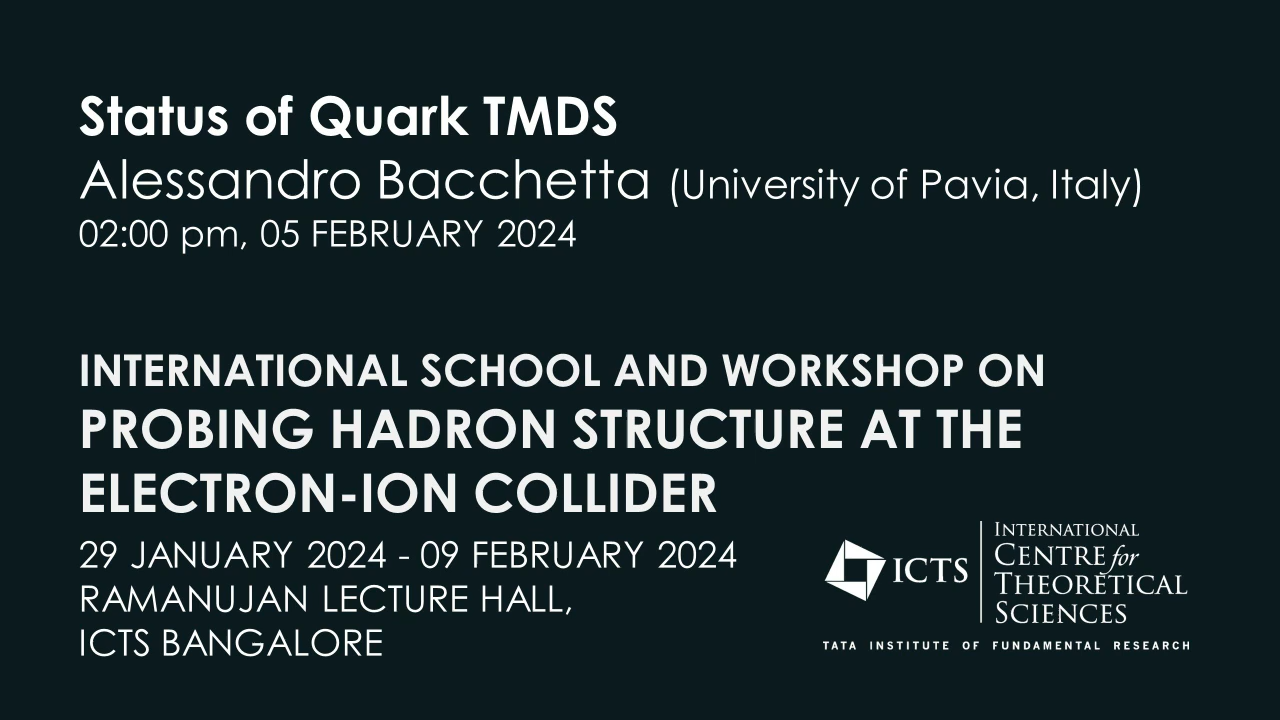 Status of Quark TMDS
Alessandro Bacchetta (University of Pavia, Italy)
02:00 pm, 05 FEBRUARY 2024
INTERNATIONAL SCHOOL AND WORKSHOP ON
PROBING HADRON STRUCTURE AT THE
ELECTRON-ION COLLIDER
29 JANUARY 2024 - 09 FEBRUARY 2024
RAMANUJAN LECTURE HALL,
ICTS BANGALORE
ICTS
INTERNATIONAL
CENTRE for
THEORETICAL
SCIENCES
TATA INSTITUTE OF FUNDAMENTAL RESEARCH